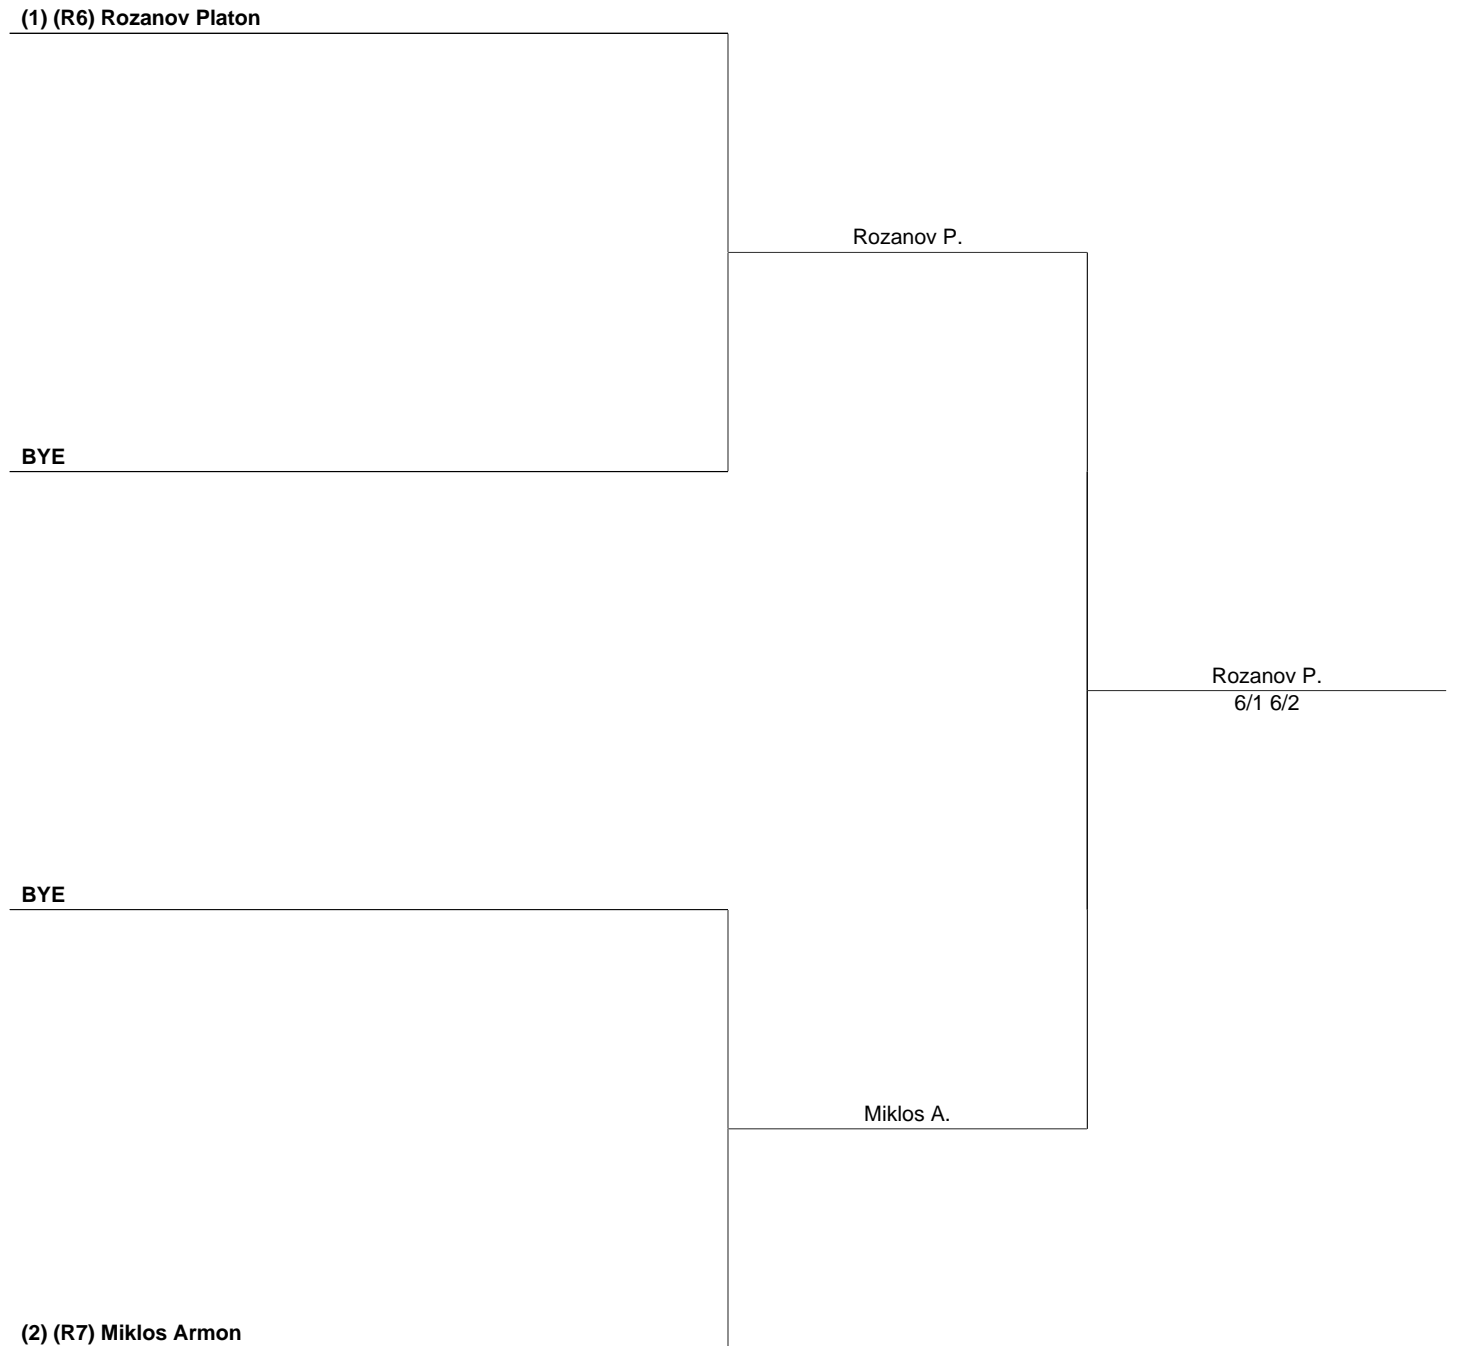 (1) (R6) Rozanov Platon
Rozanov P.
BYE
Rozanov P.
6/1 6/2
BYE
Miklos A.
(2) (R7) Miklos Armon